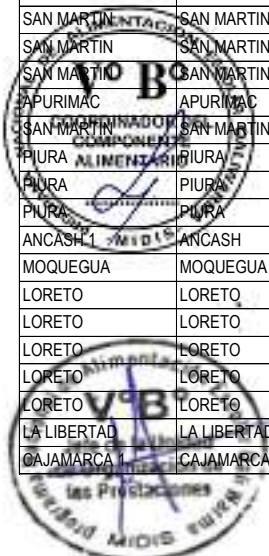 SAN MARTIN SAN MARTIN
SAN MARTIN SAN MARTIN
SAN MARTIN SAN MARTIN
APURIMAC APURIMAC
SAN MARTIN SAN MARTIN
PIURA PIURA
PIURA PIURA
PIURA PIURA
ANCASH 1 ANCASH
MOQUEGUA MOQUEGUA
LORETO LORETO
LORETO LORETO
LORETO LORETO
LORETO LORETO
LORETO LORETO
LA LIBERTAD LA LIBERTAD
CAJAMARCA 1 CAJAMARCA
V° B°
COORDINADOR DEL
COMPONENTE
ALIMENTARIO
MIDIS
V°B°
las Prestaciones
MIDIS